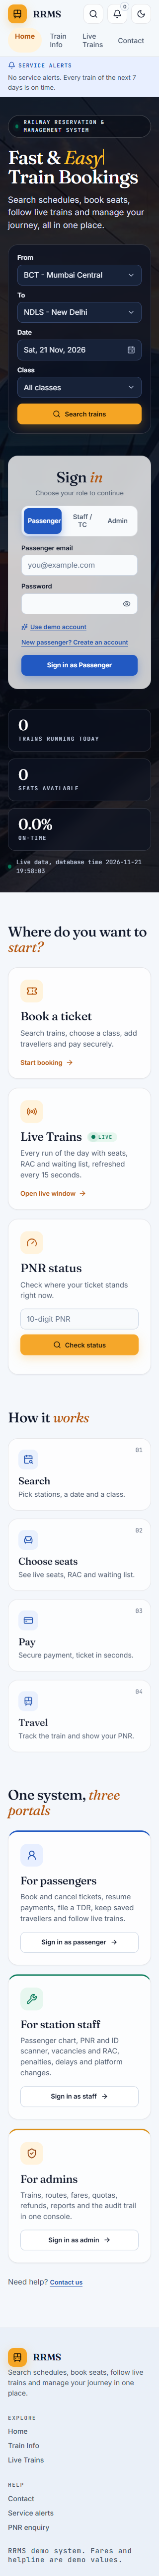 RRMS
0
Home
Train Info
Live Trains
Contact
SERVICE ALERTS
No service alerts. Every train of the next 7
days is on time.
RAILWAY RESERVATION &
MANAGEMENT SYSTEM
Fast & Easy
Train Bookings
Search schedules, book seats,
follow live trains and manage your
journey, all in one place.
From
BCT - Mumbai Central
To
NDLS - New Delhi
Date
Sat, 21 Nov, 2026
Class
All classes
Search trains
Sign in
Choose your role to continue
Passenger
Staff / TC
Admin
Passenger email
you@example.com
Password
Use demo account
New passenger? Create an account
Sign in as Passenger
0
TRAINS RUNNING TODAY
0
SEATS AVAILABLE
0.0%
ON-TIME
Live data, database time 2026-11-21
19:58:03
Where do you want to
start?
Book a ticket
Search trains, choose a class, add
travellers and pay securely.
Start booking
Live Trains
LIVE
Every run of the day with seats,
RAC and waiting list, refreshed
every 15 seconds.
Open live window
PNR status
Check where your ticket stands
right now.
10-digit PNR
Check status
How it works
01
Search
Pick stations, a date and a class.
02
Choose seats
See live seats, RAC and waiting list.
03
Pay
Secure payment, ticket in seconds.
04
Travel
Track the train and show your PNR.
One system, three
portals
For passengers
Book and cancel tickets, resume
payments, file a TDR, keep saved
travellers and follow live trains.
Sign in as passenger
For station staff
Passenger chart, PNR and ID
scanner, vacancies and RAC,
penalties, delays and platform
changes.
Sign in as staff
For admins
Trains, routes, fares, quotas,
refunds, reports and the audit trail
in one console.
Sign in as admin
Need help? Contact us
RRMS
Search schedules, book seats, follow live
trains and manage your journey in one
place.
EXPLORE
Home
Train Info
Live Trains
HELP
Contact
Service alerts
PNR enquiry
RRMS demo system. Fares and
helpline are demo values.